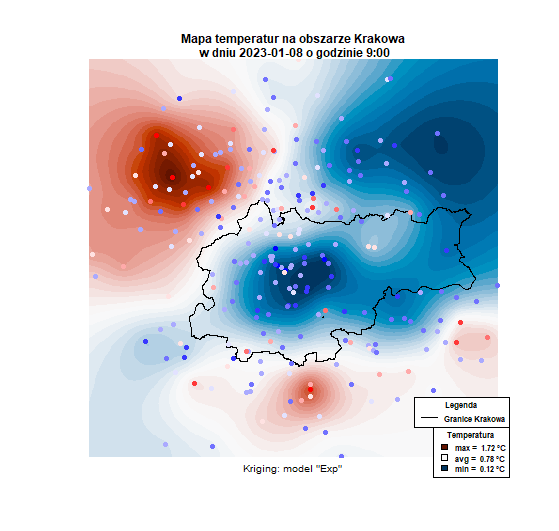 Mapa temperatur na obszarze Krakowa
w dniu 2023-01-08 o godzinie 9:00
Legenda
Granice Krakowa
Temperatura
max = 1.72 °C
avg = 0.78 °C
min = 0.12 °C
Kriging: model "Exp"